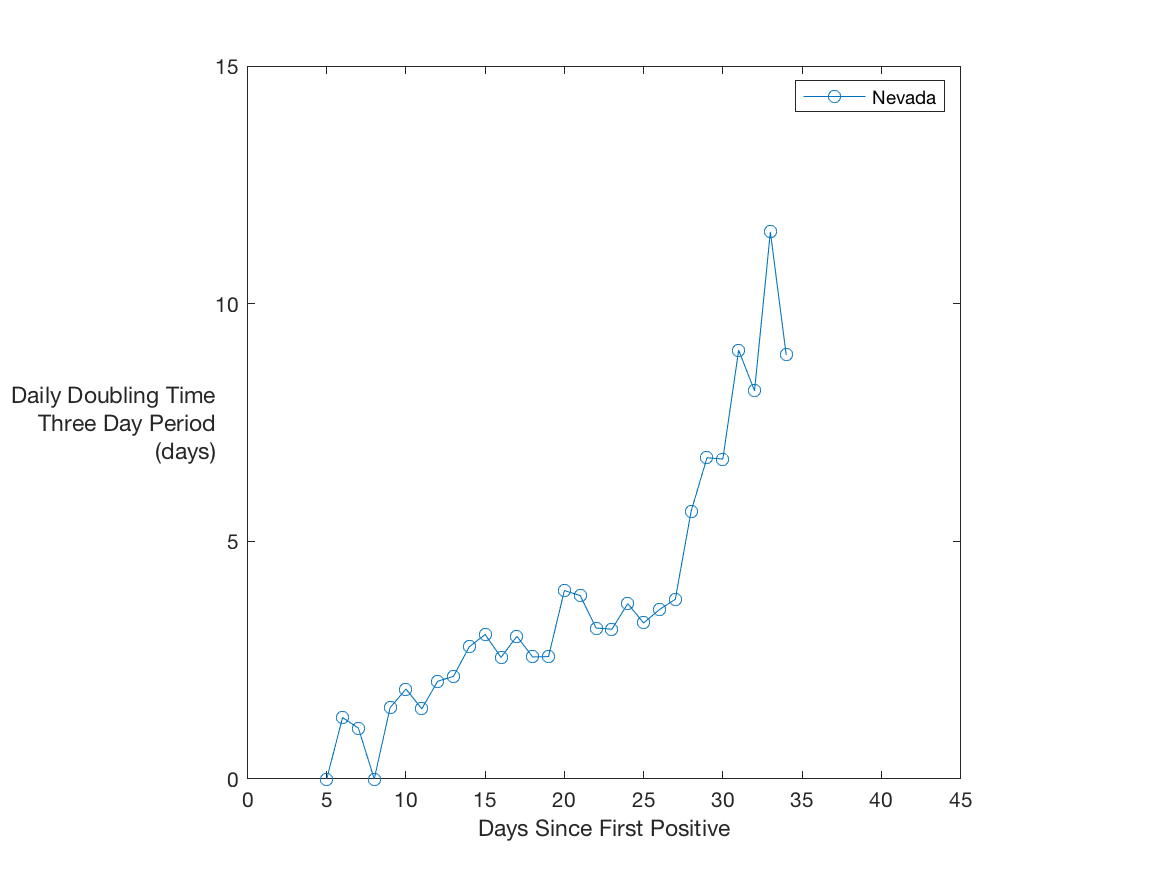 15
Nevada
10
Daily Doubling Time
Three Day Period
(days)
5
0
0 5 10 15 20 25 30 35 40 45
Days Since First Positive